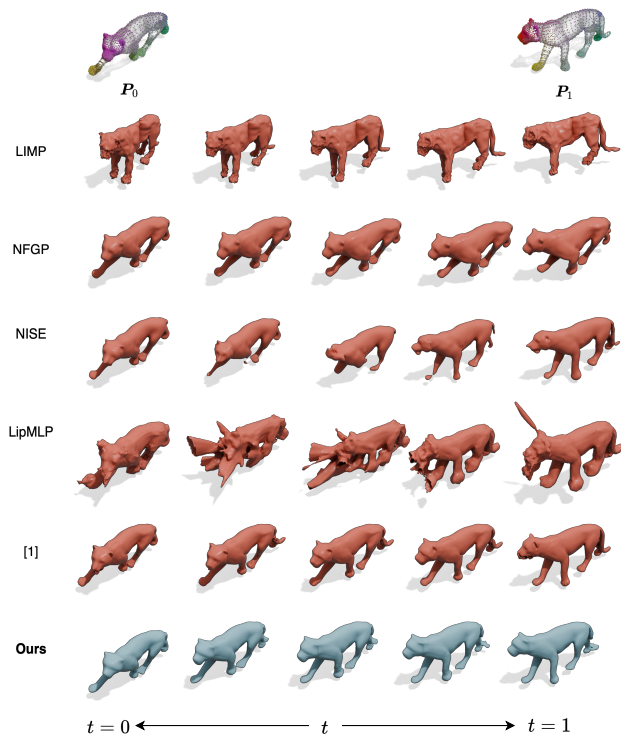 P₀ P₁
LIMP
NFGP
NISE
LipMLP
[1]
Ours
t = 0 t t = 1